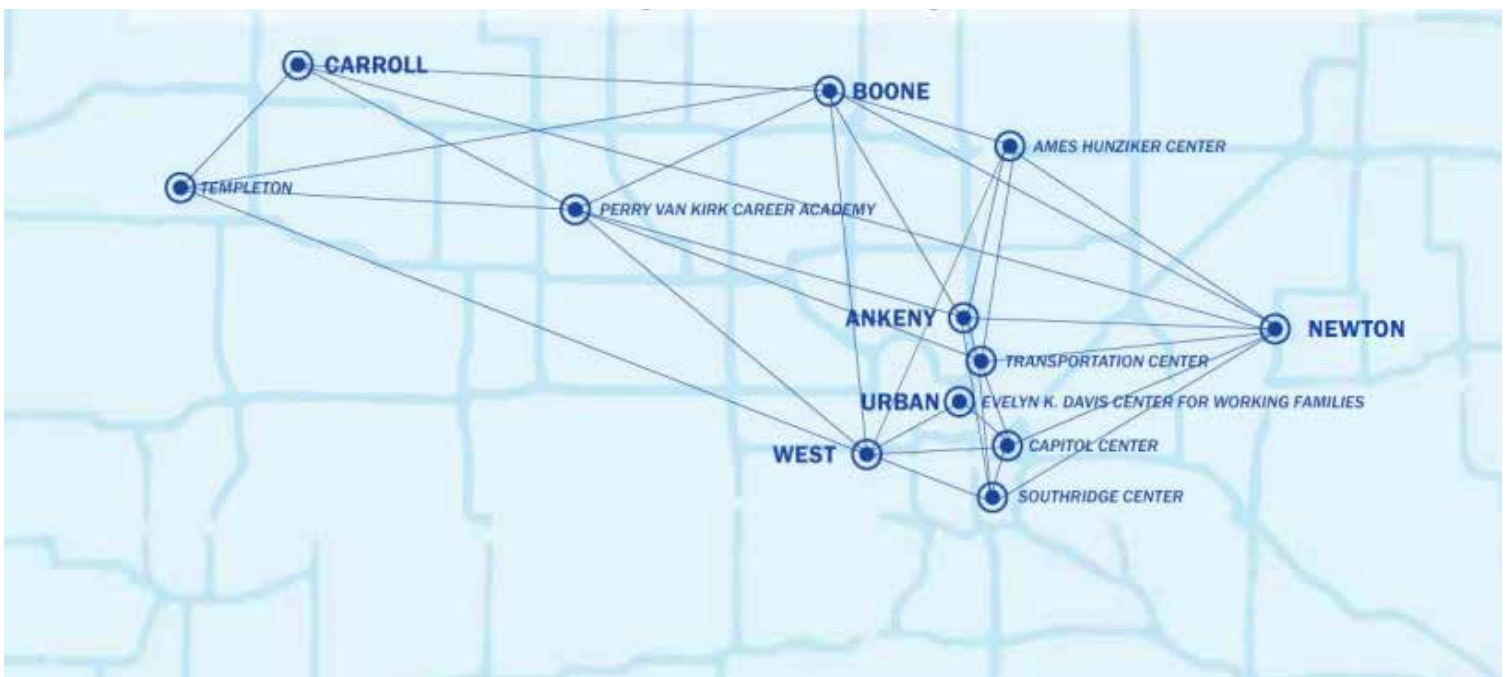 CARROLL
BOONE
AMES HUNZIKER CENTER
TEMPLETON
PERRY VAN KIRK CAREER ACADEMY
ANKENY
NEWTON
TRANSPORTATION CENTER
URBAN
EVELYN K. DAVIS CENTER FOR WORKING FAMILIES
WEST
CAPITOL CENTER
SOUTHRIDGE CENTER